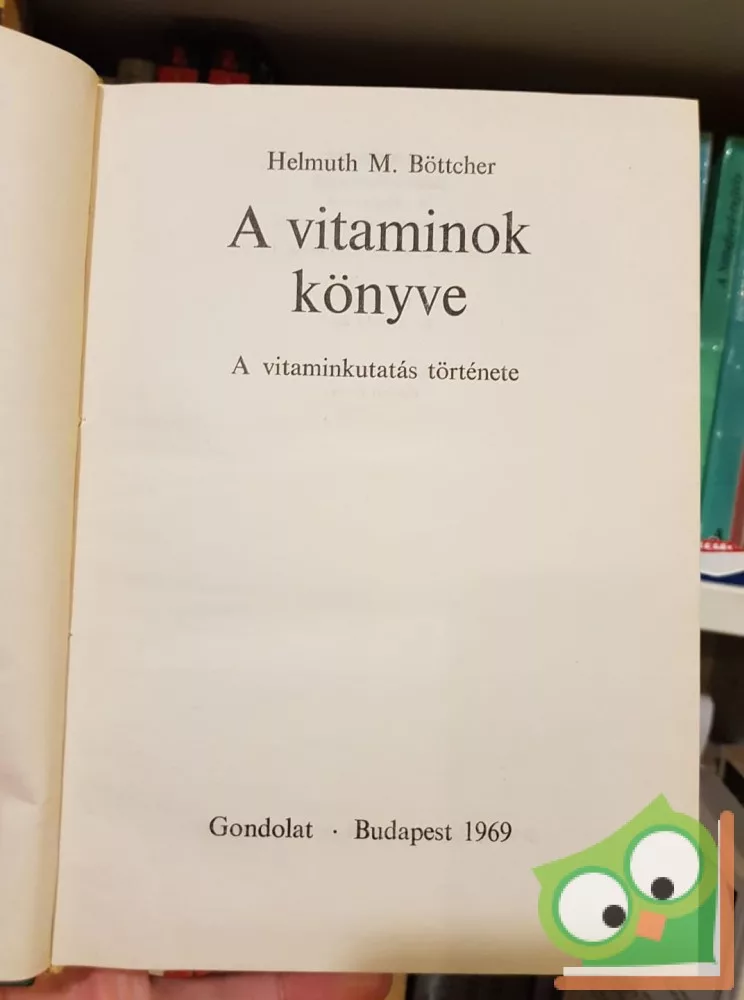 Helmuth M. Böttcher
A vitaminok
könyve
A vitaminkutatás története
Gondolat · Budapest 1969